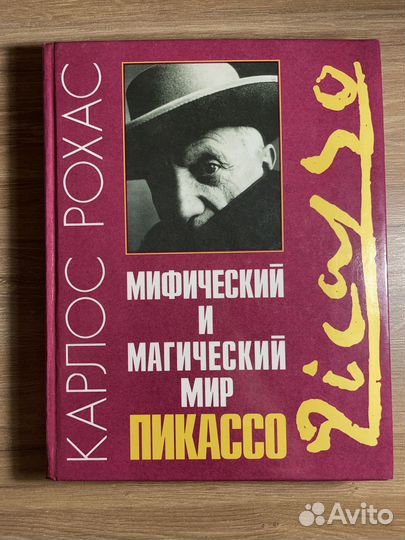 КАРЛОС РОХАС
МИФИЧЕСКИЙ
И
МАГИЧЕСКИЙ
МИР
ПИКАССО
Picasso
Avito